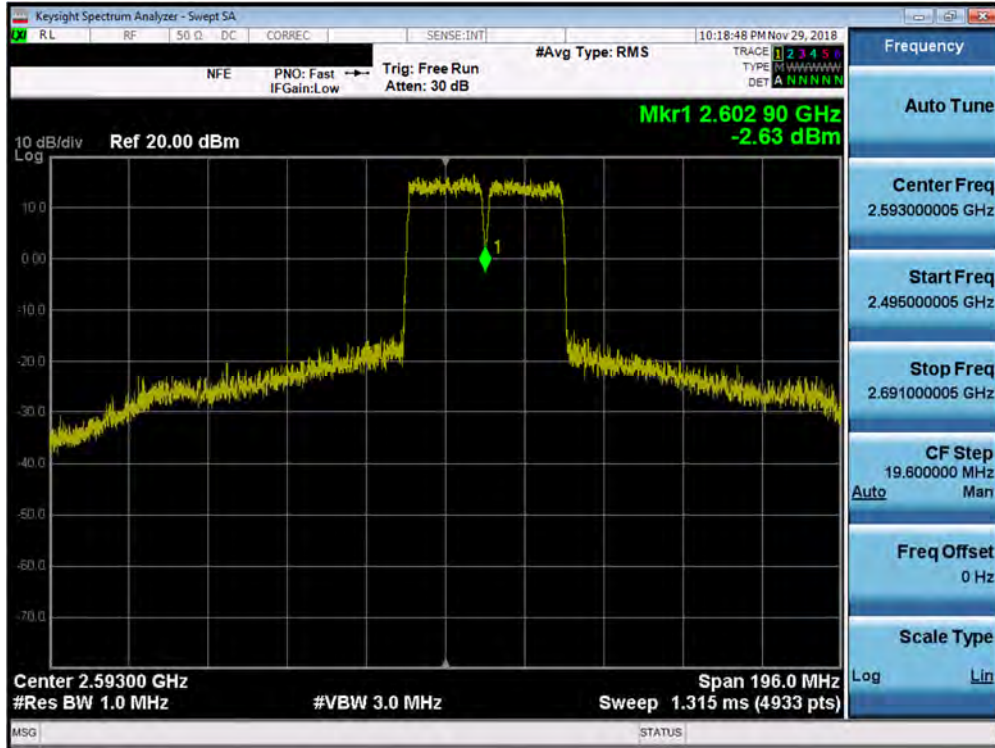 Keysight Spectrum Analyzer - Swept SA
LXI RL RF 50 Ω DC CORREC SENSE:INT 10:18:48 PM Nov 29, 2018
#Avg Type: RMS TRACE 1 2 3 4 5 6
NFE PNO: Fast Trig: Free Run TYPE M W W W W W
IFGain:Low Atten: 30 dB DET A N N N N N
Mkr1 2.602 90 GHz
-2.63 dBm
10 dB/div Ref 20.00 dBm
Log
10.0
0.00
-10.0
-20.0
-30.0
-40.0
-50.0
-60.0
-70.0
1
Center 2.59300 GHz Span 196.0 MHz
#Res BW 1.0 MHz #VBW 3.0 MHz Sweep 1.315 ms (4933 pts)
MSG STATUS
Frequency
Auto Tune
Center Freq
2.593000005 GHz
Start Freq
2.495000005 GHz
Stop Freq
2.691000005 GHz
CF Step
19.600000 MHz
Auto Man
Freq Offset
0 Hz
Scale Type
Log Lin